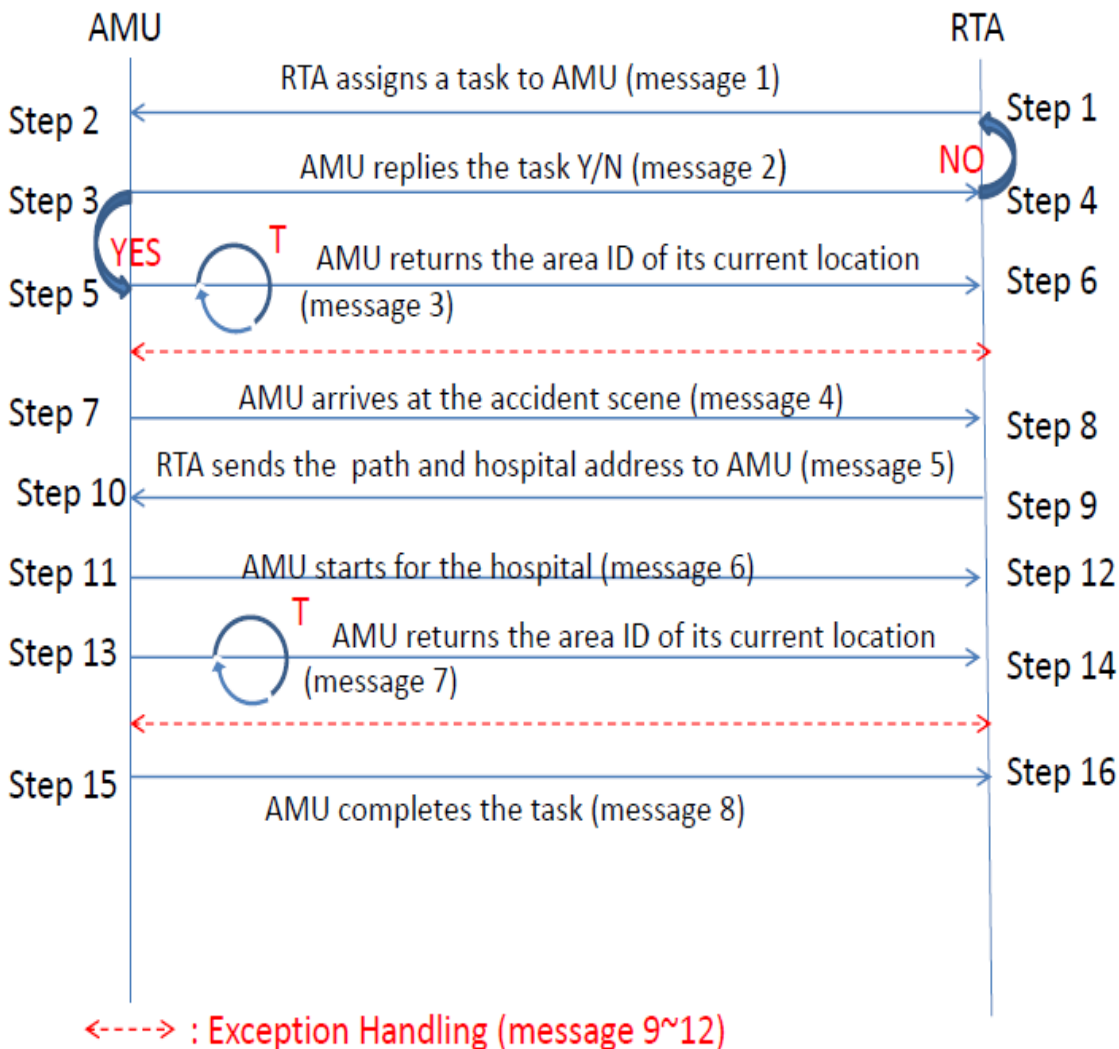 AMU RTA
RTA assigns a task to AMU (message 1)
Step 2 Step 1
AMU replies the task Y/N (message 2)
NO
Step 3 Step 4
YES
T
AMU returns the area ID of its current location
Step 5 Step 6
(message 3)
AMU arrives at the accident scene (message 4)
Step 7 Step 8
RTA sends the path and hospital address to AMU (message 5)
Step 10 Step 9
Step 11 AMU starts for the hospital (message 6) Step 12
T
AMU returns the area ID of its current location
Step 13 Step 14
(message 7)
Step 15 Step 16
AMU completes the task (message 8)
: Exception Handling (message 9~12)